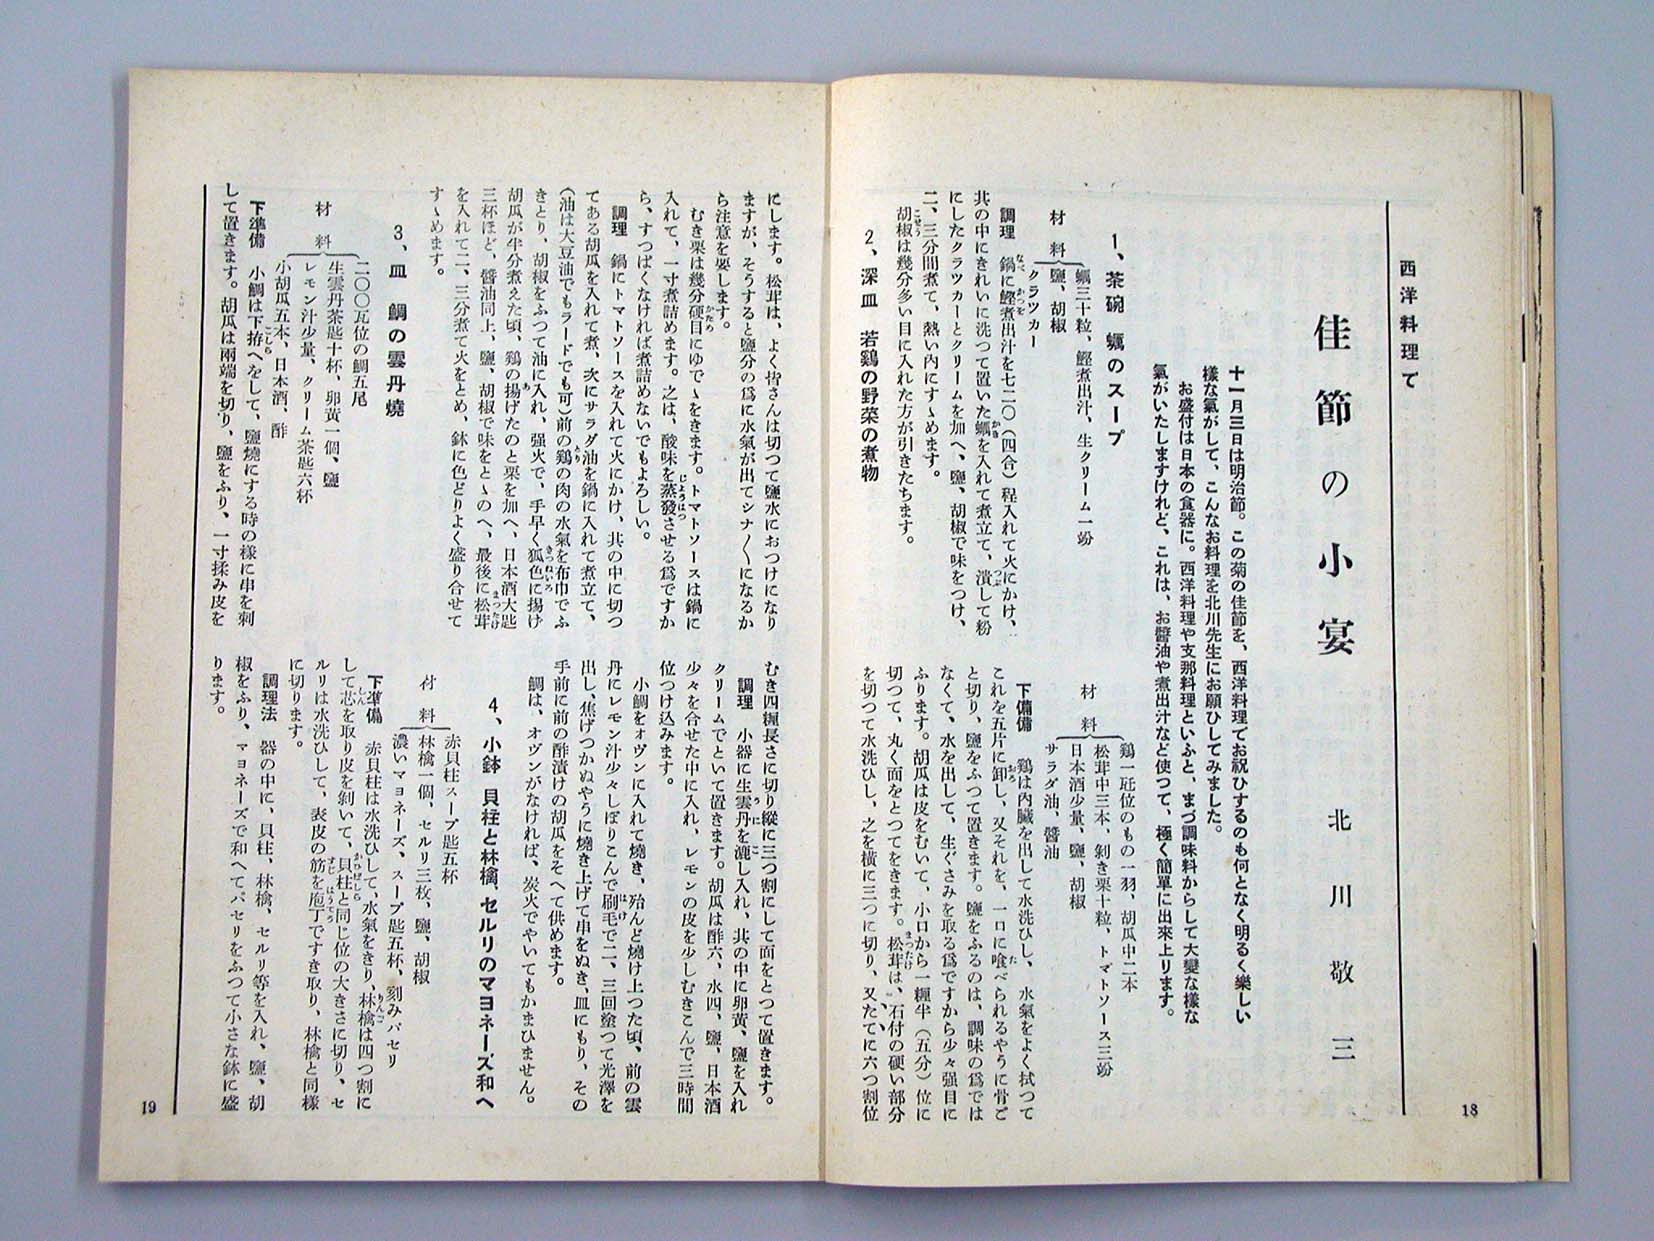 西洋料理で
佳節の小宴
北川敬三
十一月三日は明治節。この菊の佳節を、西洋料理でお祝ひするのも何となく明るく樂しい
樣な氣がして、こんなお料理を北川先生にお願ひしてみました。
お盛付は日本の食器に。西洋料理や支那料理といふと、まづ調味料からして大變な樣な
氣がいたしますけれど、これは、お醬油や煮出汁など使つて、極く簡單に出來上ります。
1、茶碗 蠣のスープ
材料
蠣三十粒、鰹煮出汁、生クリーム一竕
鹽、胡椒
クラツカー
調理 鍋に鰹煮出汁を七二〇(四合)程入れて火にかけ、
其の中にきれいに洗つて置いた蠣を入れて煮立て、潰して粉
にしたクラツカーとクリームを加へ、鹽、胡椒で味をつけ、
二、三分間煮て、熱い内にすゝめます。
胡椒は幾分多い目に入れた方が引きたちます。
2、深皿 若鷄の野菜の煮物
材料
鷄一瓩位のもの一羽、胡瓜中二本
松茸中三本、剝き栗十粒、トマトソース三竕
日本酒少量、鹽、胡椒
サラダ油、醬油
下備備 鷄は内臓を出して水洗ひし、水氣をよく拭つて
これを五片に卸し、又それを、一口に喰べられるやうに骨ご
と切り、鹽をふつて置きます。鹽をふるのは、調味の爲では
なくて、水を出して、生ぐさみを取る爲ですから少々强目に
ふります。胡瓜は皮をむいて、小口から一糎半(五分)位に
切つて、丸く面をとつてをきます。松茸は、石付の硬い部分
を切つて水洗ひし、之を橫に三つに切り、又たてに六つ割位
18
にします。松茸は、よく皆さんは切つて鹽水におつけになり
ますが、そうすると鹽分の爲に水氣が出てシナ〳〵になるか
ら注意を要します。
むき栗は幾分硬目にゆでゝをきます。トマトソースは鍋に
入れて、一寸煮詰めます。之は、酸味を蒸發させる爲ですか
ら、すつぱくなければ煮詰めないでもよろしい。
調理 鍋にトマトソースを入れて火にかけ、其の中に切つ
てある胡瓜を入れて煮、次にサラダ油を鍋に入れて煮立て、
(油は大豆油でもラードでも可)前の鷄の肉の水氣を布巾でふ
きとり、胡椒をふつて油に入れ、强火で、手早く狐色に揚げ
胡瓜が半分煮えた頃、鷄の揚げたのと栗を加へ、日本酒大匙
三杯ほど、醬油同上、鹽、胡椒で味をとゝのへ、最後に松茸
を入れて二、三分煮て火をとめ、鉢に色どりよく盛り合せて
すゝめます。
3、皿 鯛の雲丹燒
材料
二〇〇瓦位の鯛五尾
生雲丹茶匙十杯、卵黃一個、鹽
レモン汁少量、クリーム茶匙六杯
小胡瓜五本、日本酒、酢
下準備 小鯛は下拵へをして、鹽燒にする時の樣に串を刺
して置きます。胡瓜は兩端を切り、鹽をふり、一寸揉み皮を
むき四糎長さに切り縱に三つ割にして面をとつて置きます。
調理 小器に生雲丹を漉し入れ、其の中に卵黃、鹽を入れ
クリームでといて置きます。胡瓜は酢六、水四、鹽、日本酒
少々を合せた中に入れ、レモンの皮を少しむきこんで三時間
位つけ込みます。
小鯛をオヴンに入れて燒き、殆んど燒け上つた頃、前の雲
丹にレモン汁少々しぼりこんで刷毛で二、三回塗つて光澤を
出し、焦げつかぬやうに燒き上げて串をぬき、皿にもり、その
手前に前の酢漬けの胡瓜をそへて供めます。
鯛は、オヴンがなければ、炭火でやいてもかまひません。
4、小鉢 貝柱と林檎、セルリのマヨネーズ和へ
材料
赤貝柱スープ匙五杯
林檎一個、セルリ三枚、鹽、胡椒
濃いマヨネーズ、スープ匙五杯、刻みパセリ
下準備 赤貝柱は水洗ひして、水氣をきり、林檎は四つ割に
して芯を取り皮を剝いて、貝柱と同じ位の大きさに切り、セ
ルリは水洗ひして、表皮の筋を庖丁ですき取り、林檎と同樣
に切ります。
調理法 器の中に、貝柱、林檎、セルリ等を入れ、鹽、胡
椒をふり、マヨネーズで和へてパセリをふつて小さな鉢に盛
ります。
19